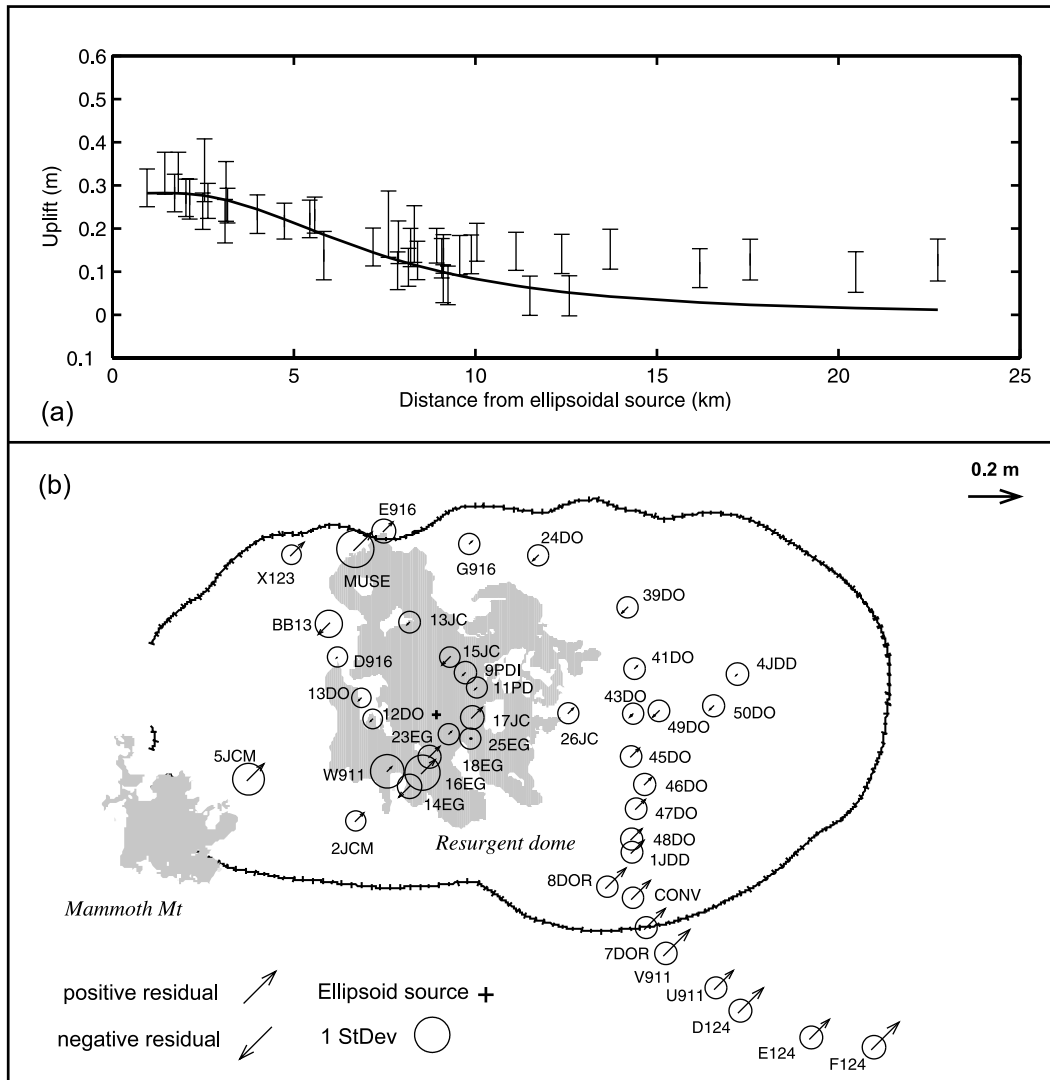 0.6
0.5
0.4
0.3
0.2
0.1
0
0.1
Uplift (m)
0 5 10 15 20 25
Distance from ellipsoidal source (km)
(a)
(b)
0.2 m
E916
X123
MUSE
G916
24DO
BB13
13JC
39DO
D916
15JC
9PDI
41DO
4JDD
13DO
11PD
12DO
17JC
43DO
49DO
50DO
23EG
25EG
26JC
5JCM
W911
18EG
45DO
16EG
46DO
14EG
47DO
2JCM
Resurgent dome
48DO
1JDD
8DOR
CONV
Mammoth Mt
7DOR
V911
U911
D124
E124
F124
positive residual
Ellipsoid source
negative residual
1 StDev